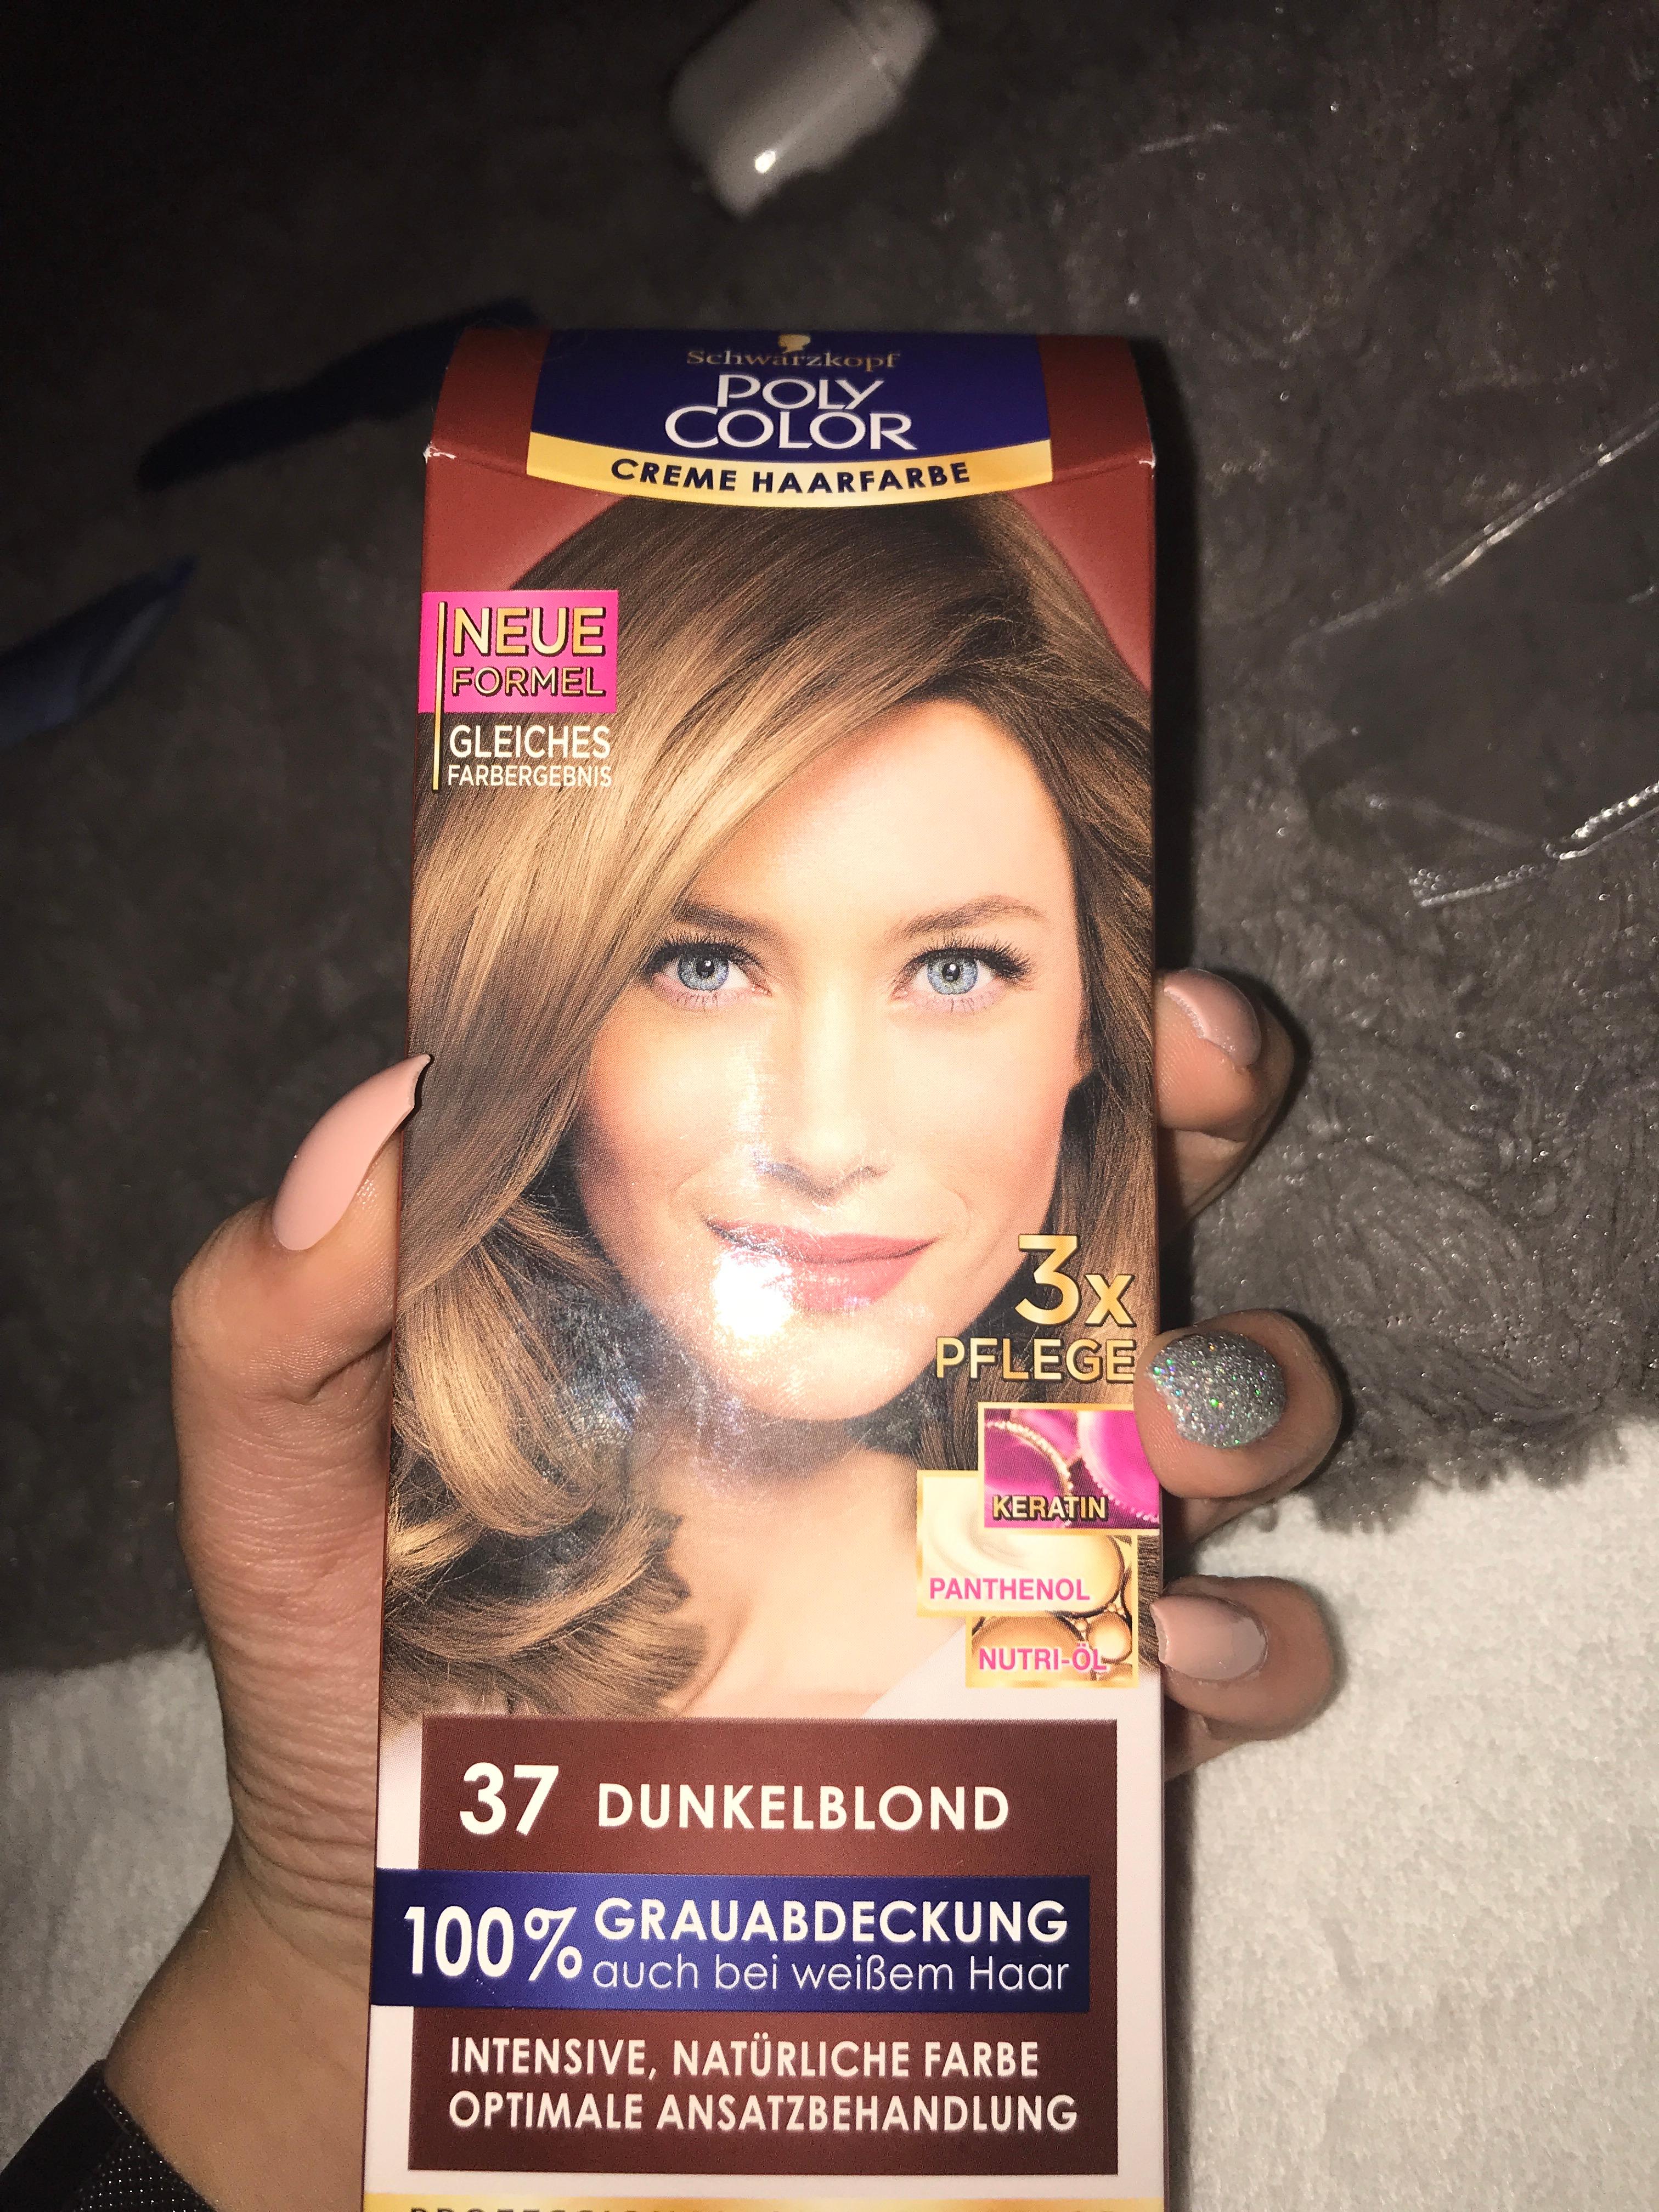 Schwarzkopf
POLY
COLOR
CREME HAARFARBE
NEUE
FORMEL
GLEICHES
FARBERGEBNIS
3x
PFLEGE
KERATIN
PANTHENOL
NUTRI-ÖL
37 DUNKELBLOND
100% GRAUABDECKUNG
auch bei weißem Haar
INTENSIVE, NATÜRLICHE FARBE
OPTIMALE ANSATZBEHANDLUNG